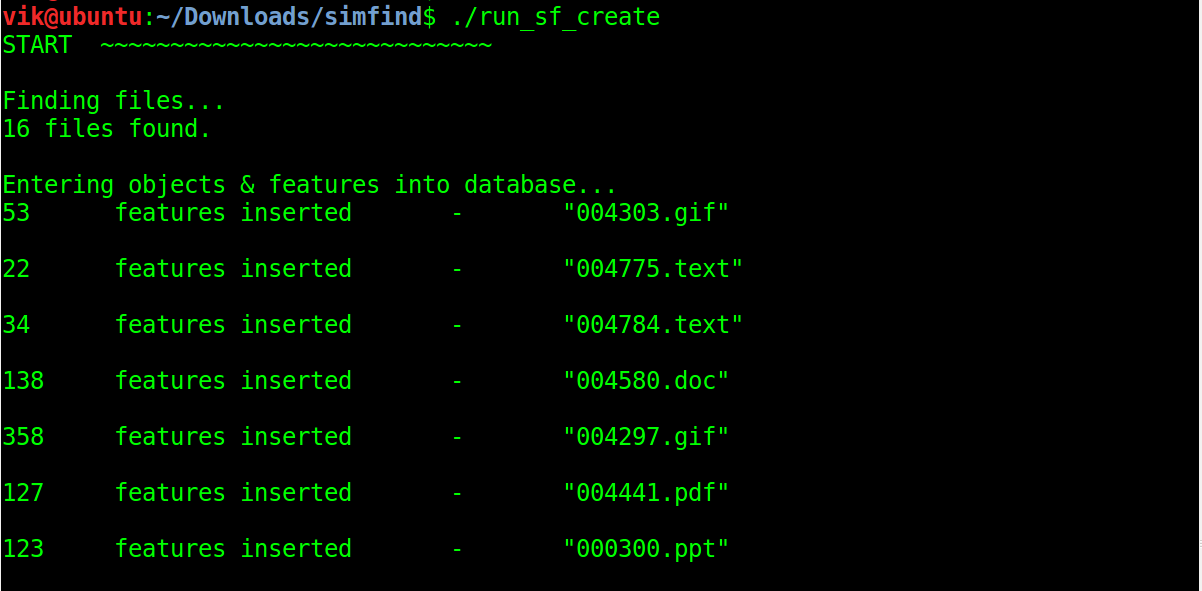 vik@ubuntu:~/Downloads/simfind$ ./run_sf_create
START  ~~~~~~~~~~~~~~~~~~~~~~~~~~~~
Finding files...
16 files found.
Entering objects & features into database...
53      features inserted       -       "004303.gif"
22      features inserted       -       "004775.text"
34      features inserted       -       "004784.text"
138     features inserted       -       "004580.doc"
358     features inserted       -       "004297.gif"
127     features inserted       -       "004441.pdf"
123     features inserted       -       "000300.ppt"